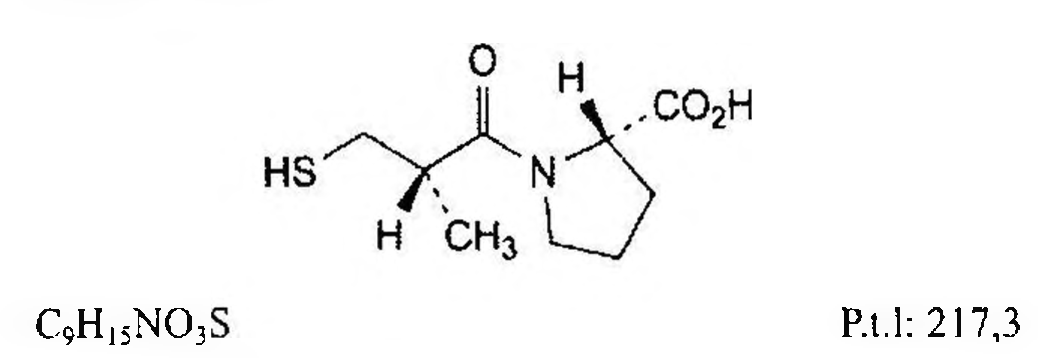 O
H
CO₂H
HS
N
H
CH₃
C₉H₁₅NO₃S
P.t.l: 217,3